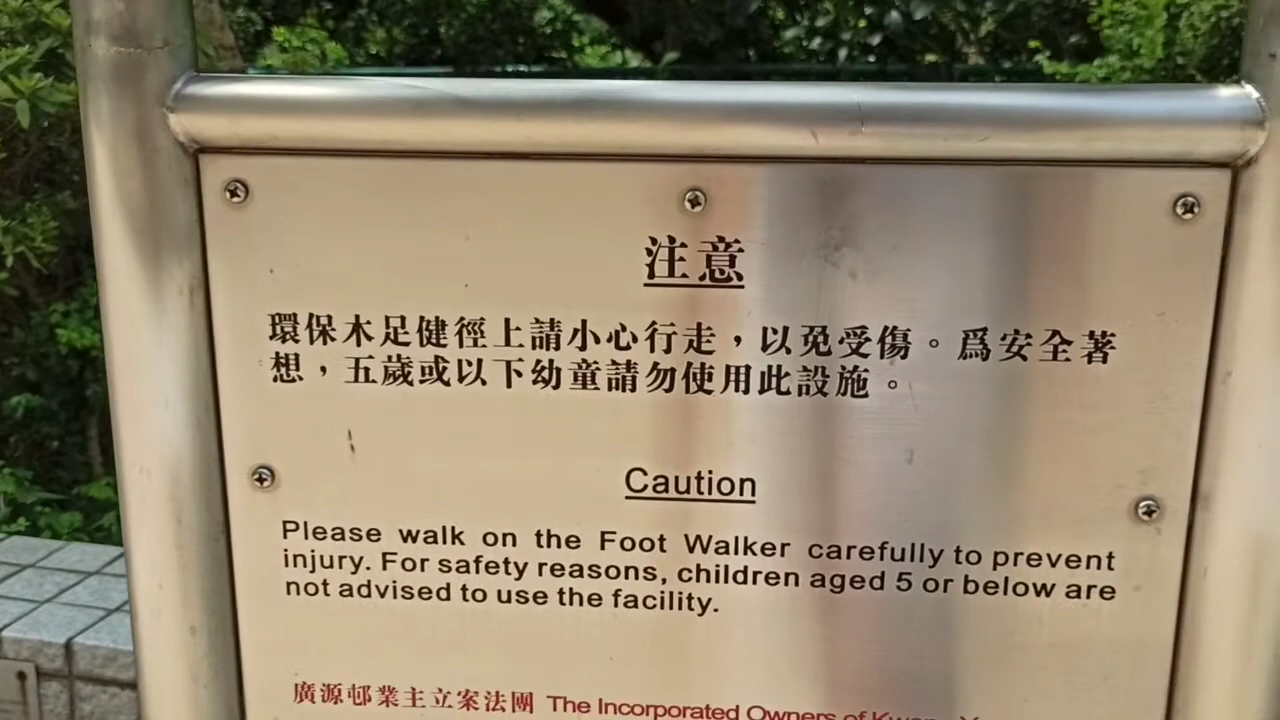 注意
環保木足健徑上請小心行走，以免受傷。爲安全著
想，五歲或以下幼童請勿使用此設施。
Caution
Please walk on the Foot Walker carefully to prevent
injury. For safety reasons, children aged 5 or below are
not advised to use the facility.
廣源邨業主立案法團 The Incorporated Owners of